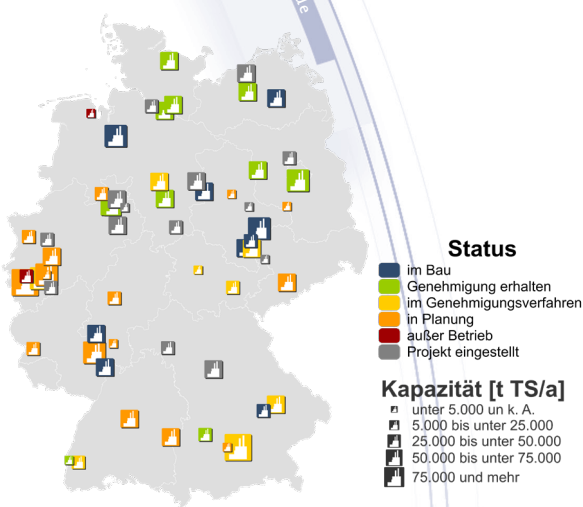 de
Status
im Bau
Genehmigung erhalten
im Genehmigungsverfahren
in Planung
außer Betrieb
Projekt eingestellt
Kapazität [t TS/a]
unter 5.000 un k. A.
5.000 bis unter 25.000
25.000 bis unter 50.000
50.000 bis unter 75.000
75.000 und mehr